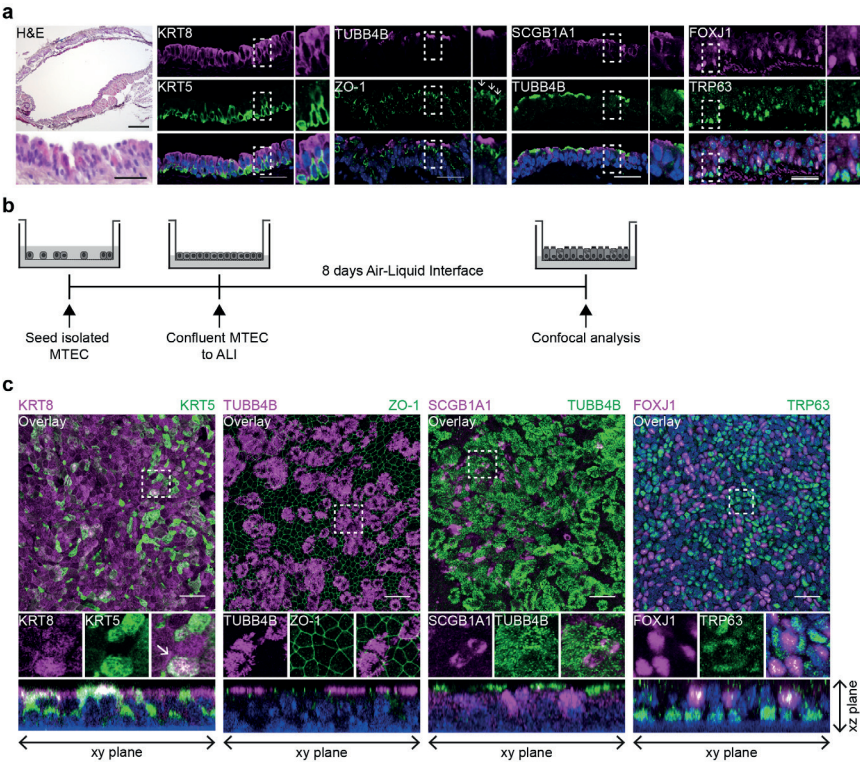 a
H&E
KRT8
TUBB4B
SCGB1A1
FOXJ1
KRT5
ZO-1
TUBB4B
TRP63
b
8 days Air-Liquid Interface
Seed isolated
MTEC
Confluent MTEC
to ALI
Confocal analysis
c
KRT8 KRT5
Overlay
TUBB4B ZO-1
Overlay
SCGB1A1 TUBB4B
Overlay
FOXJ1 TRP63
Overlay
KRT8 KRT5
TUBB4B ZO-1
SCGB1A1 TUBB4B
FOXJ1 TRP63
xz plane
xy plane
xy plane
xy plane
xy plane